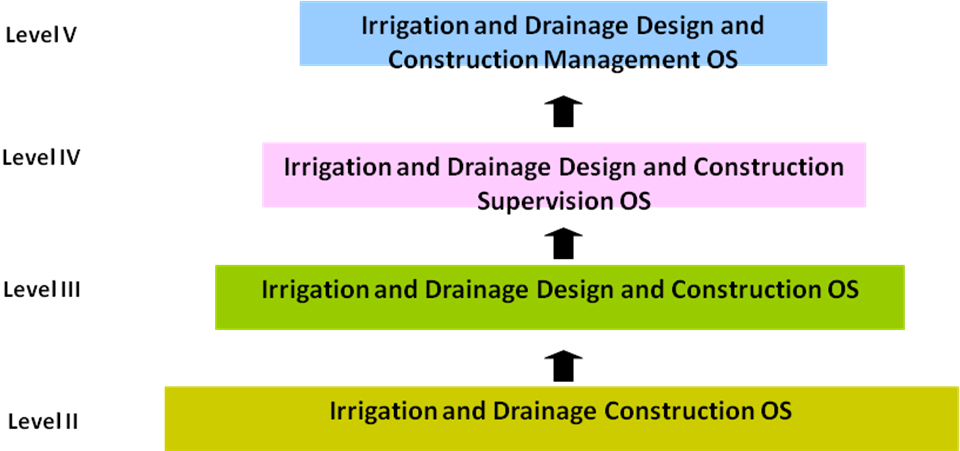 Level V
Irrigation and Drainage Design and
Construction Management OS
Level IV
Irrigation and Drainage Design and Construction
Supervision OS
Level III
Irrigation and Drainage Design and Construction OS
Level II
Irrigation and Drainage Construction OS